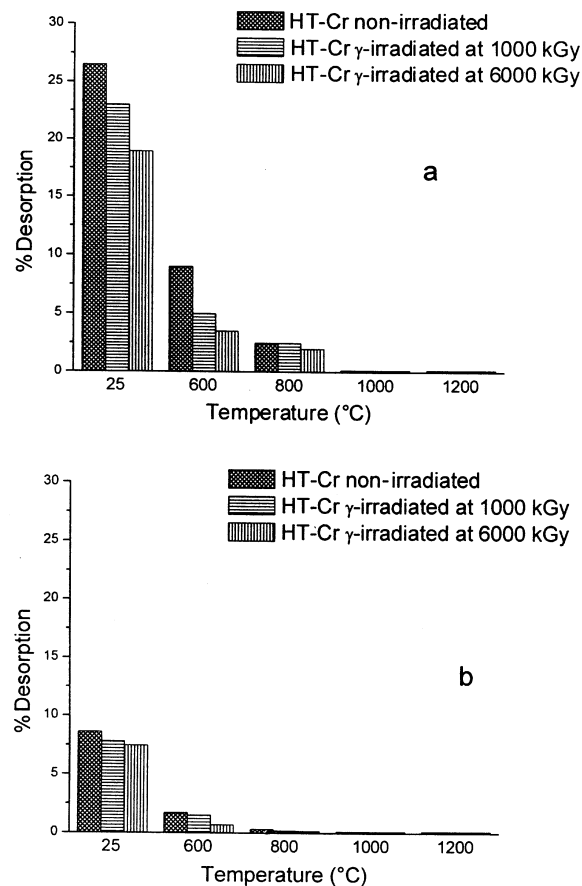 HT-Cr non-irradiated
HT-Cr γ-irradiated at 1000 kGy
HT-Cr γ-irradiated at 6000 kGy
30
25
20
15
10
5
0
% Desorption
a
25 600 800 1000 1200
Temperature (°C)
HT-Cr non-irradiated
HT-Cr γ-irradiated at 1000 kGy
HT-Cr γ-irradiated at 6000 kGy
30
25
20
15
10
5
0
% Desorption
b
25 600 800 1000 1200
Temperature (°C)